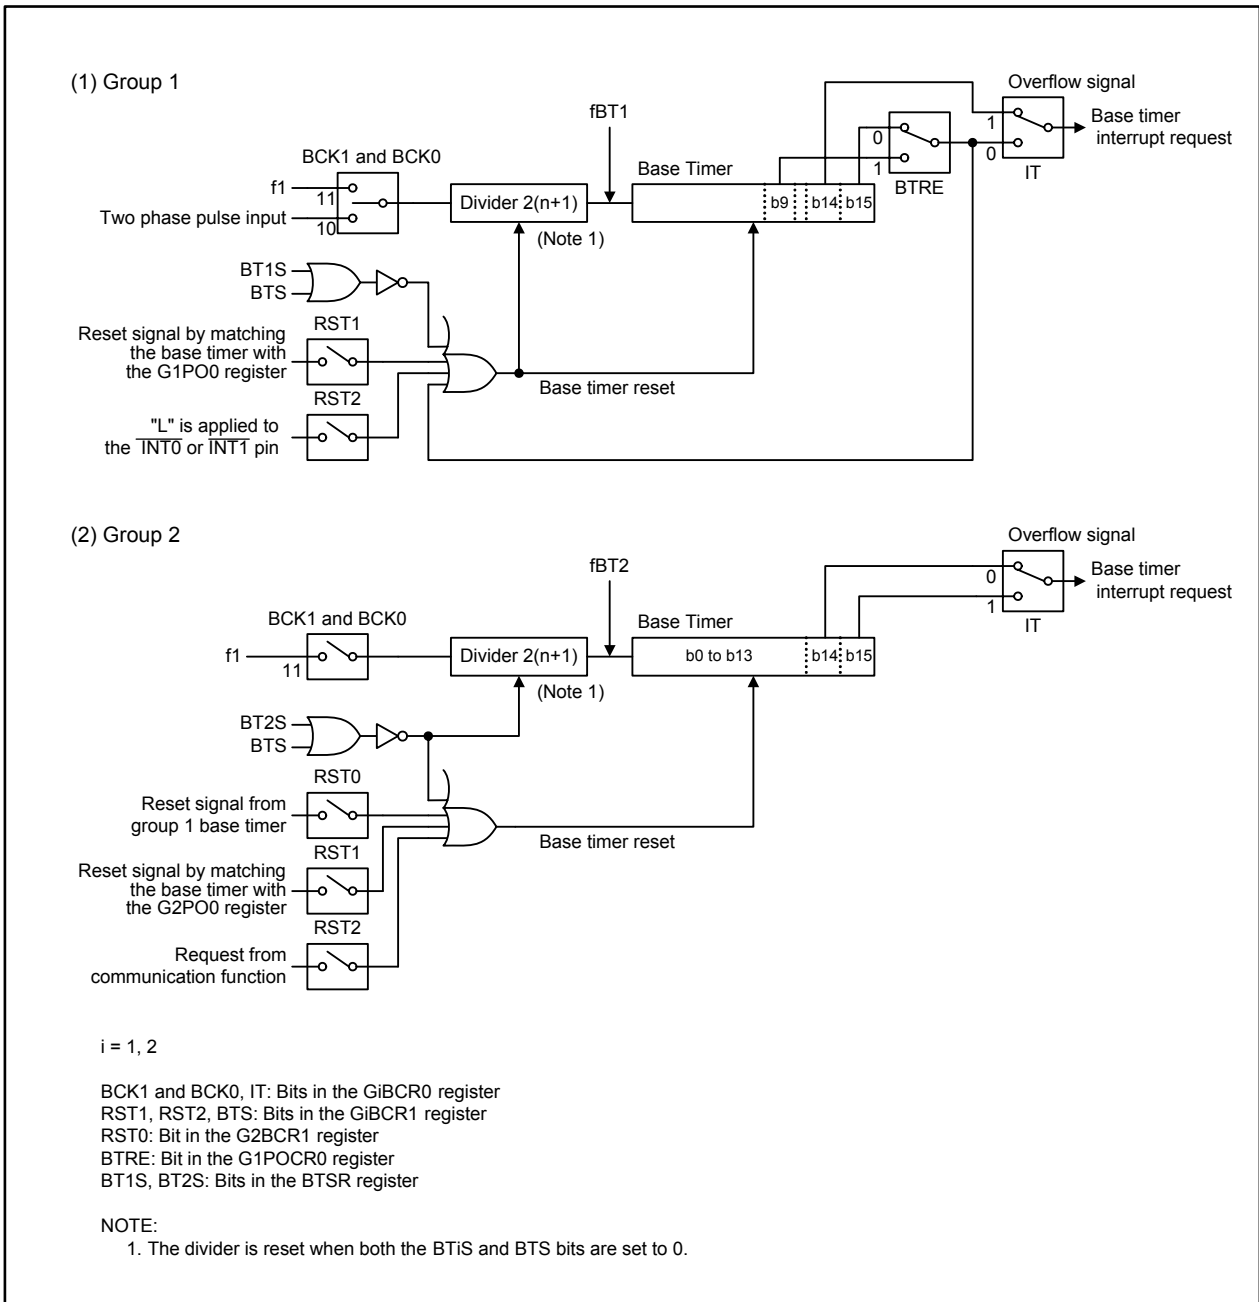 (1) Group 1
Overflow signal
fBT1
1
Base timer
interrupt request
0
BCK1 and BCK0
Base Timer
1
0
IT
BTRE
f1
11
Two phase pulse input
10
Divider 2(n+1)
b9
b14
b15
(Note 1)
BT1S
BTS
RST1
Reset signal by matching
the base timer with
the G1PO0 register
Base timer reset
RST2
"L" is applied to
the INT0 or INT1 pin
(2) Group 2
Overflow signal
fBT2
0
Base timer
interrupt request
1
IT
BCK1 and BCK0
Base Timer
f1
11
Divider 2(n+1)
b0 to b13
b14
b15
(Note 1)
BT2S
BTS
RST0
Reset signal from
group 1 base timer
Base timer reset
RST1
Reset signal by matching
the base timer with
the G2PO0 register
RST2
Request from
communication function
i = 1, 2
BCK1 and BCK0, IT: Bits in the GiBCR0 register
RST1, RST2, BTS: Bits in the GiBCR1 register
RST0: Bit in the G2BCR1 register
BTRE: Bit in the G1POCR0 register
BT1S, BT2S: Bits in the BTSR register
NOTE:
1. The divider is reset when both the BTiS and BTS bits are set to 0.